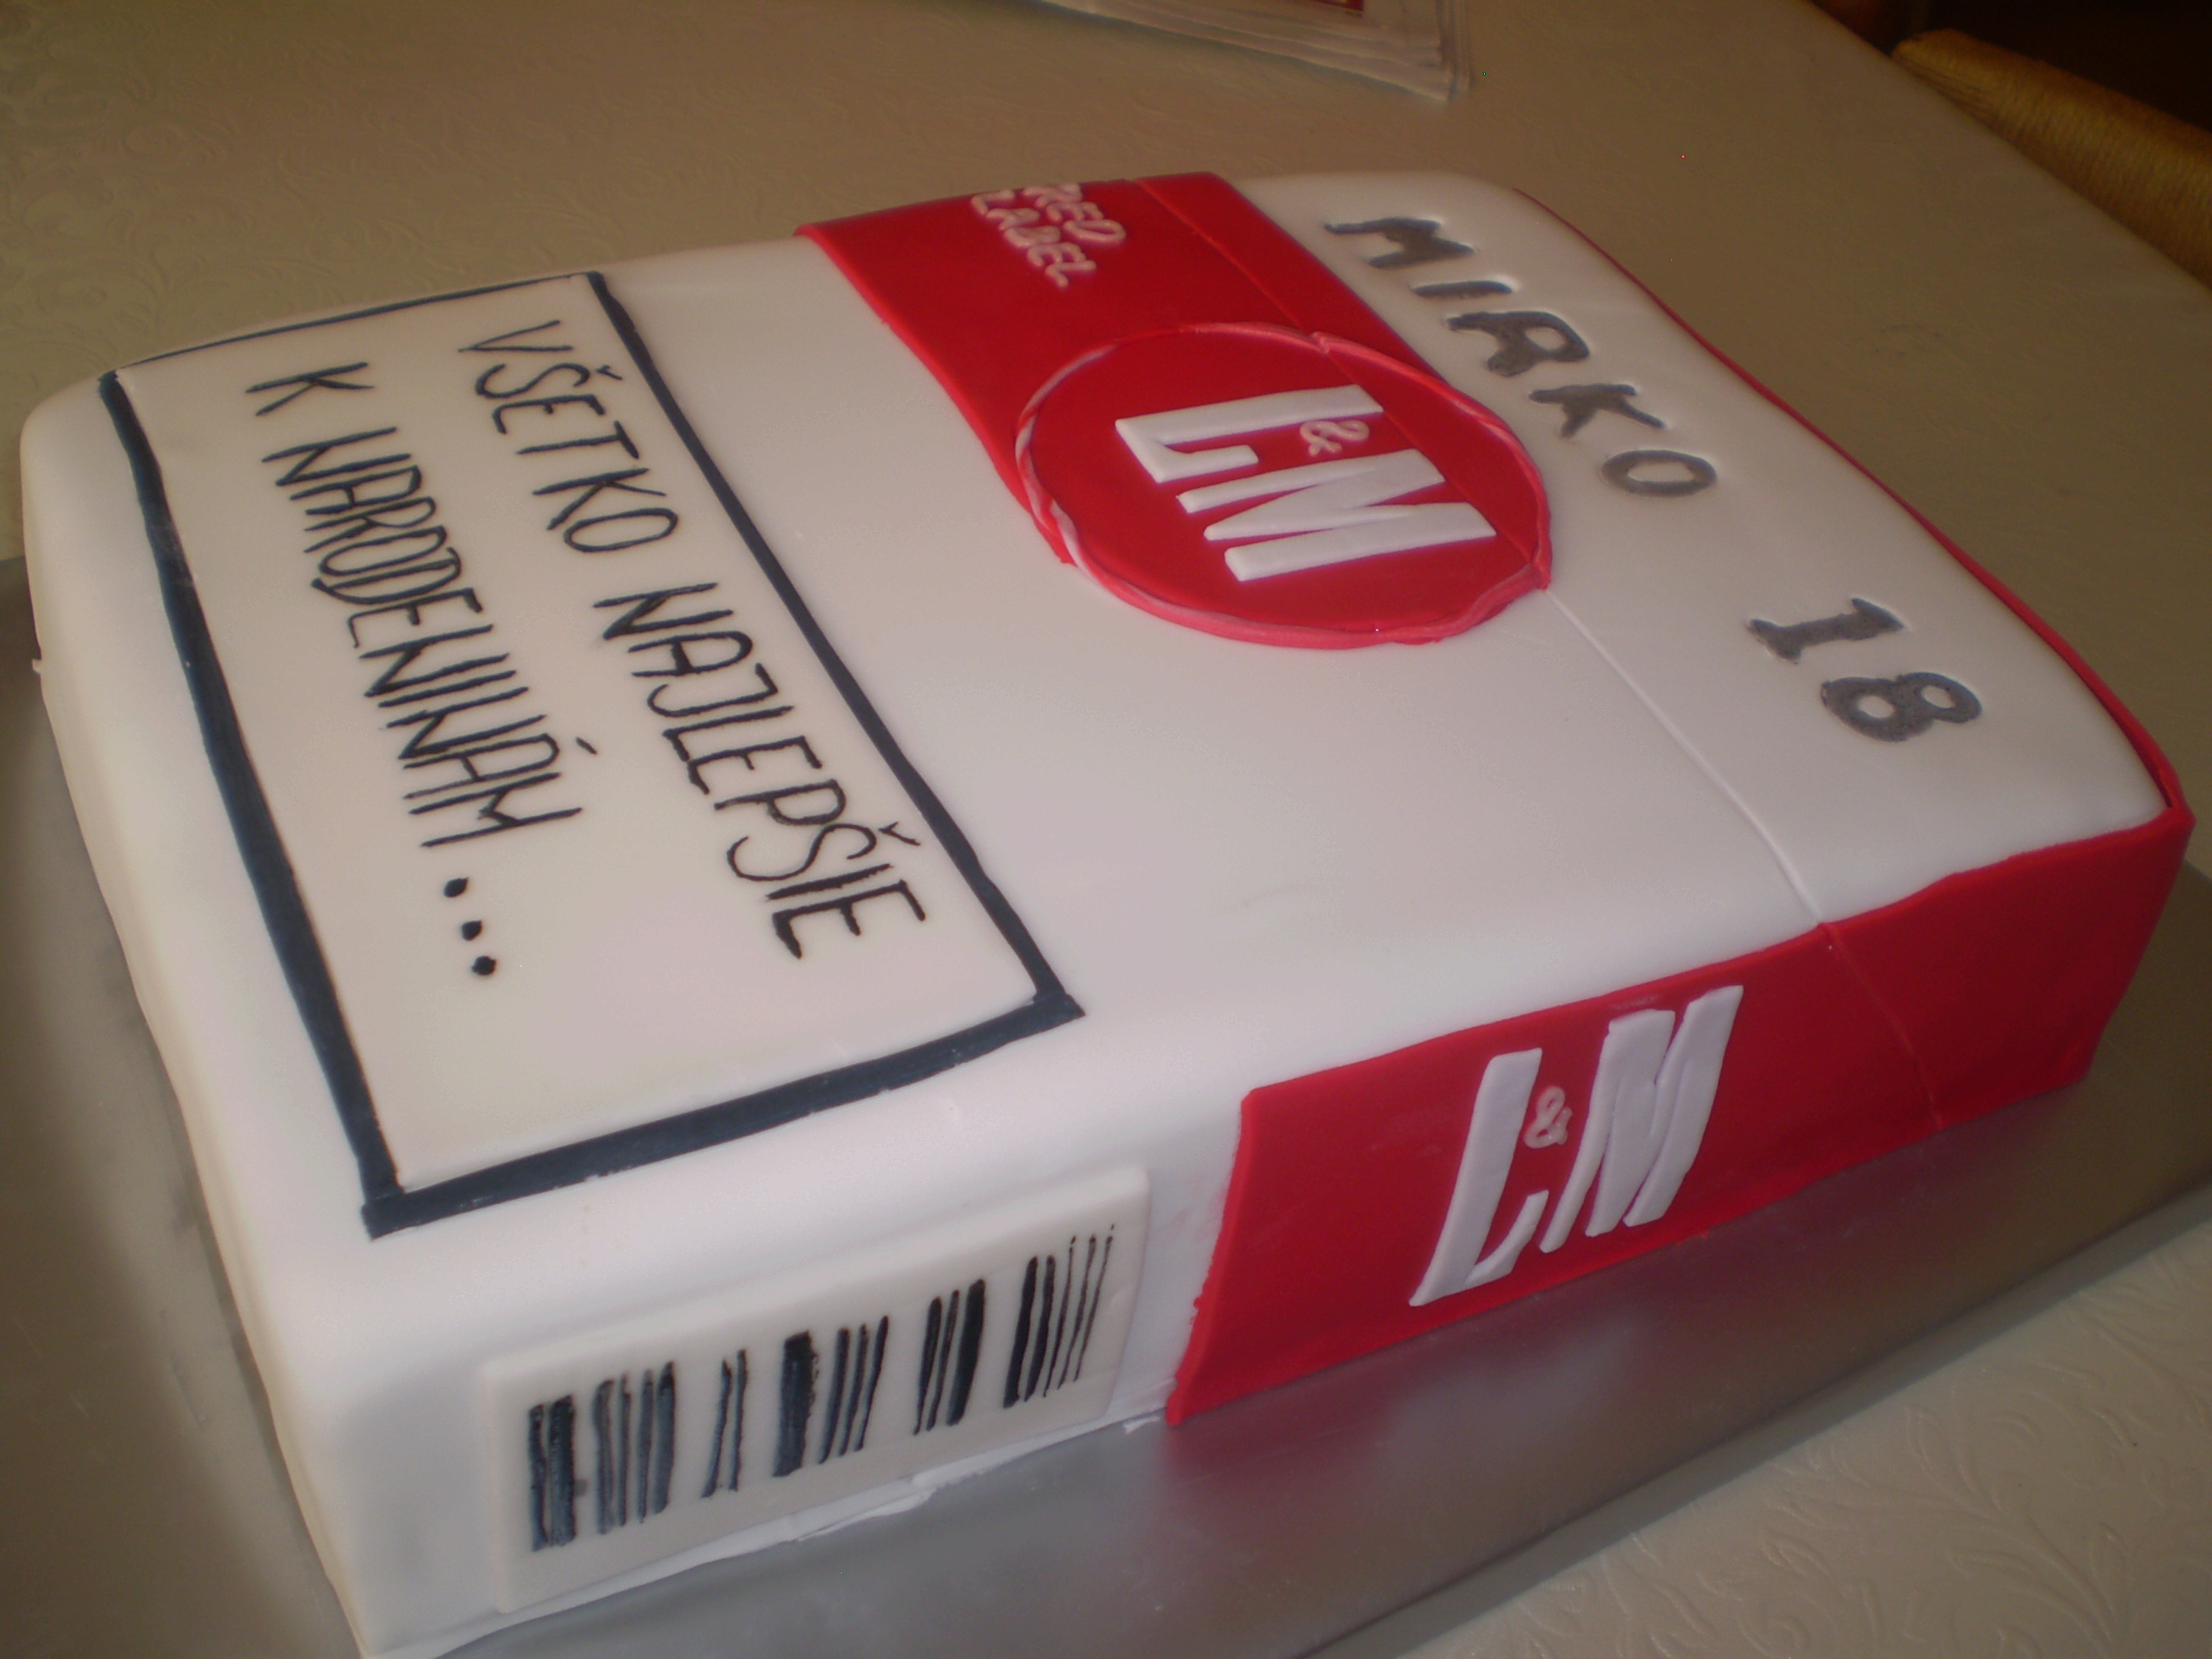 MIRKO 18
RED
LABEL
L&M
VŠETKO NAJLEPŠIE
K NARODENINÁM...
L&M